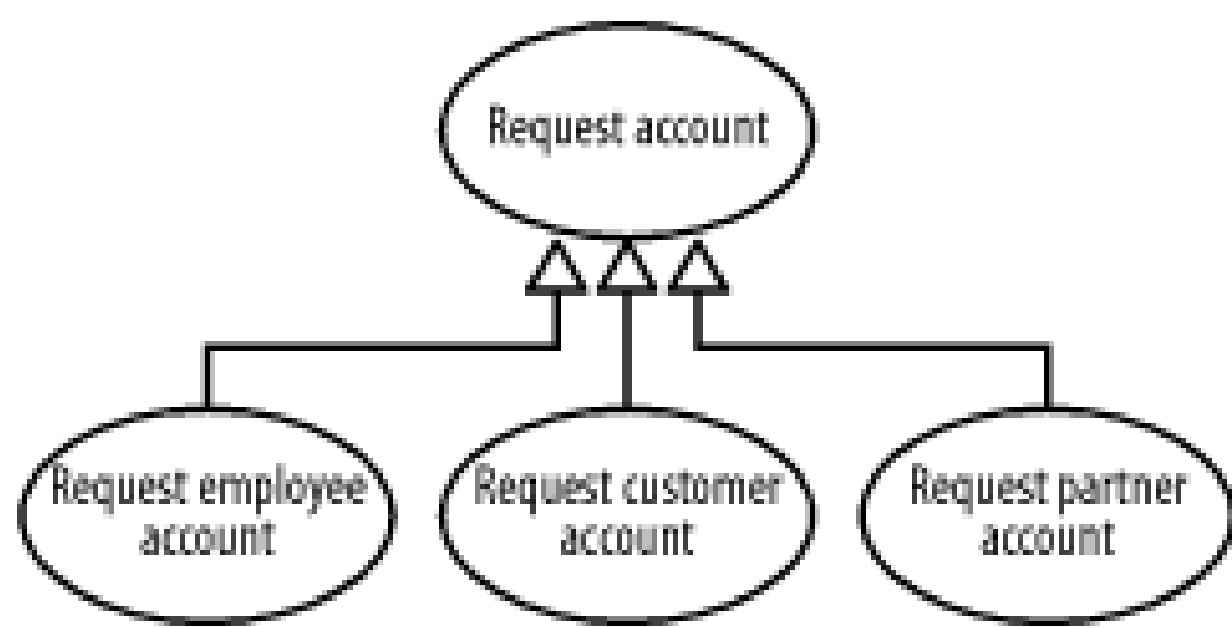 Request account
Request employee
account
Request customer
account
Request partner
account